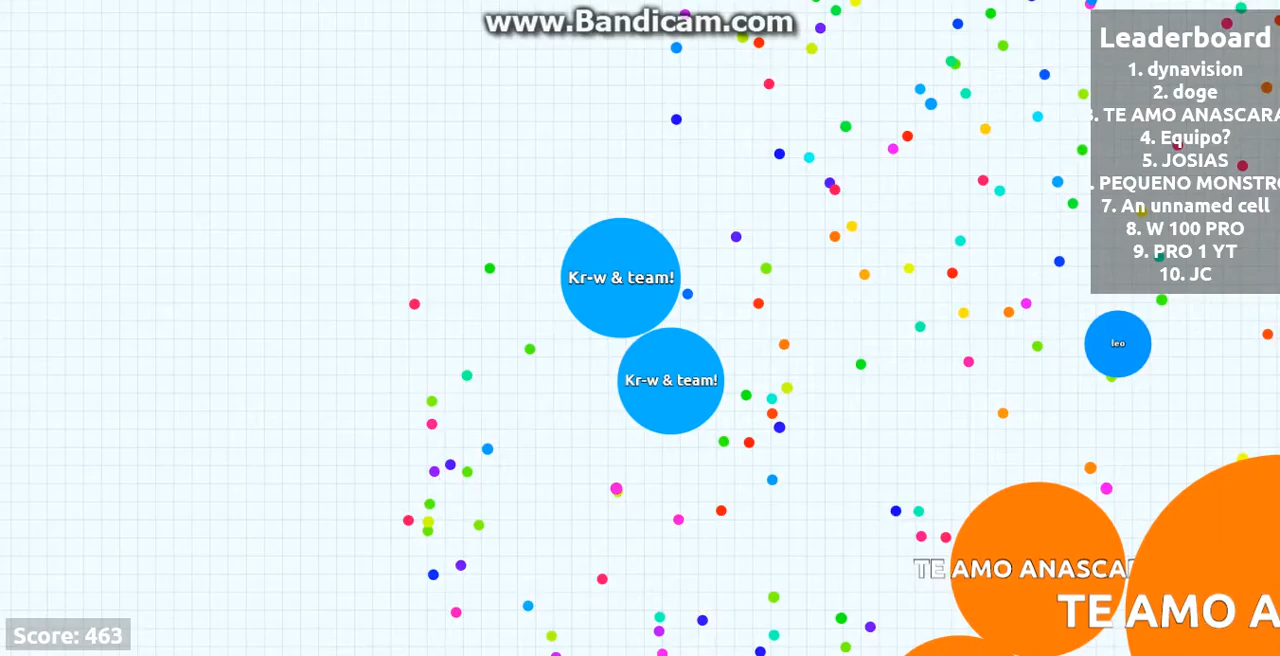 www.Bandicam.com
Leaderboard
1. dynavision
2. doge
3. TE AMO ANASCARA
4. Equipo?
5. JOSIAS
. PEQUENO MONSTRO
7. An unnamed cell
8. W 100 PRO
9. PRO 1 YT
10. JC
Kr-w & team!
leo
Kr-w & team!
TE AMO ANASCAR
TE AMO A
Score: 463